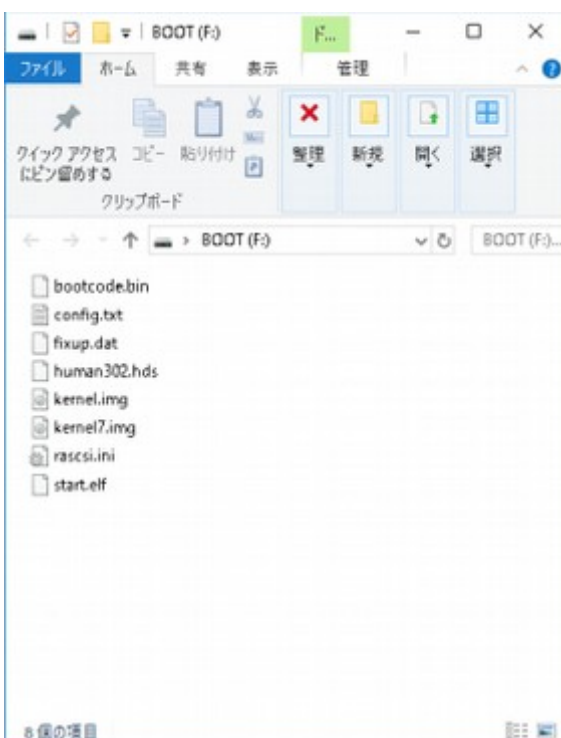 BOOT (F:)
ド...
ファイル ホーム 共有 表示 管理
クイック アクセス
にピン留めする
コピー 貼り付け
整理 新規 開く 選択
クリップボード
BOOT (F:) BOOT (F:)...
bootcode.bin
config.txt
fixup.dat
human302.hds
kernel.img
kernel7.img
rascsi.ini
start.elf
8 個の項目